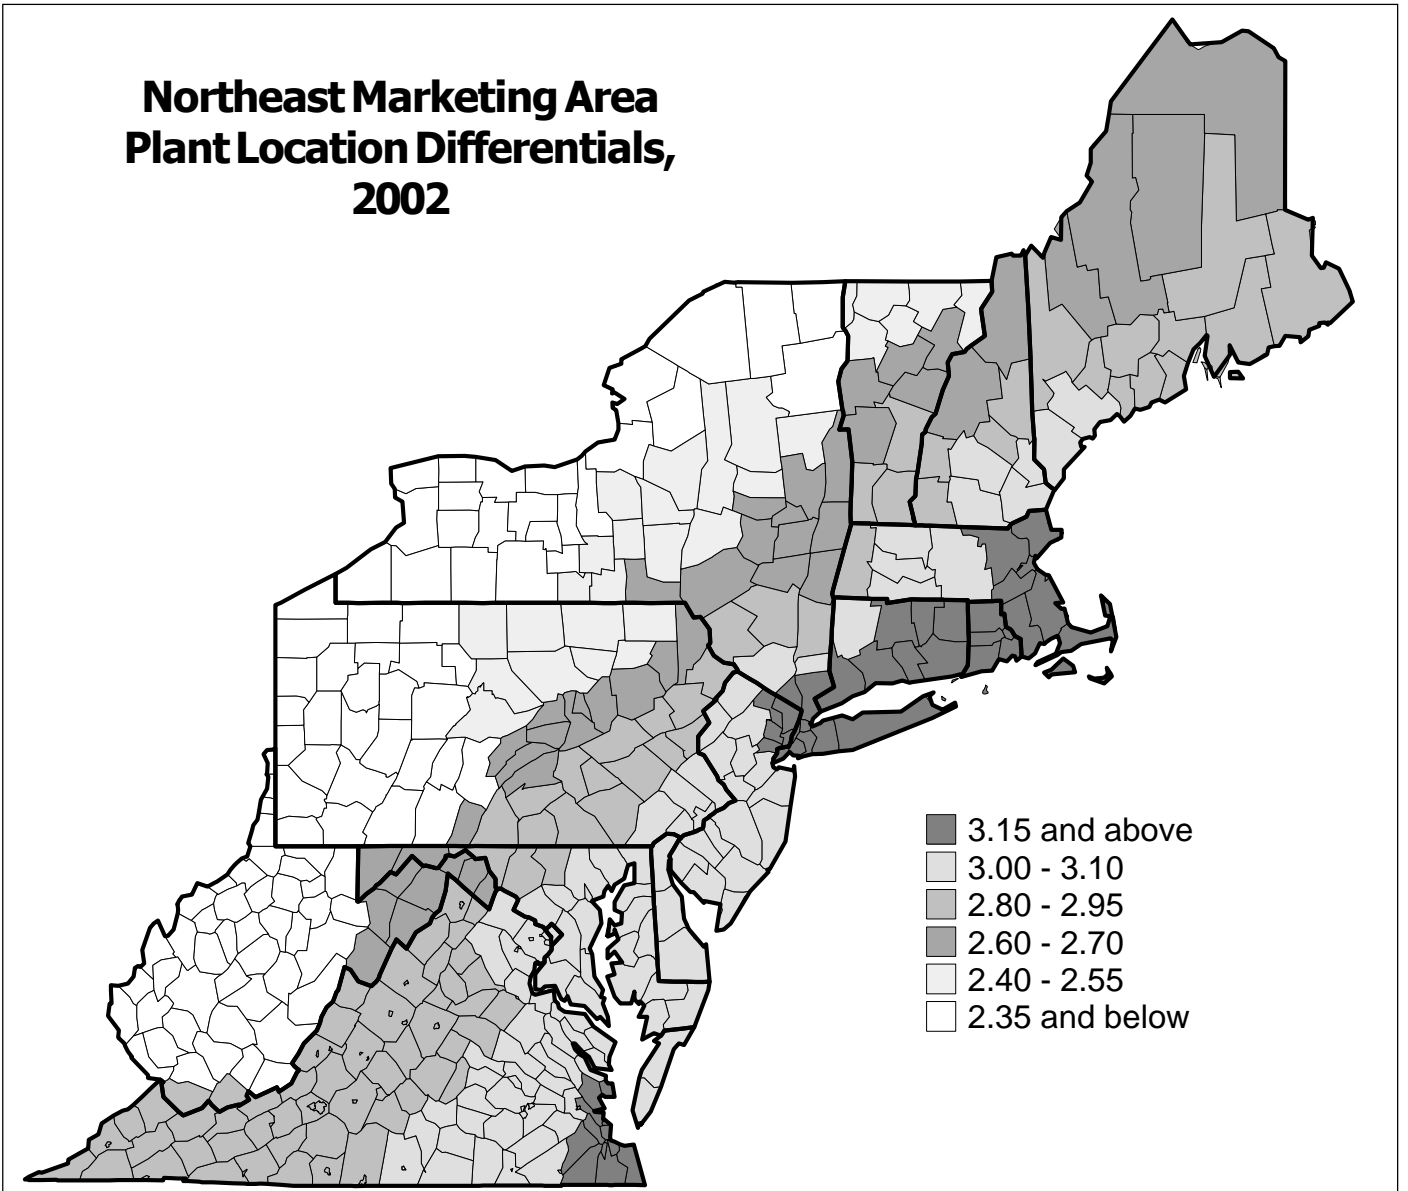 Northeast Marketing Area
Plant Location Differentials,
2002
3.15 and above
3.00 - 3.10
2.80 - 2.95
2.60 - 2.70
2.40 - 2.55
2.35 and below